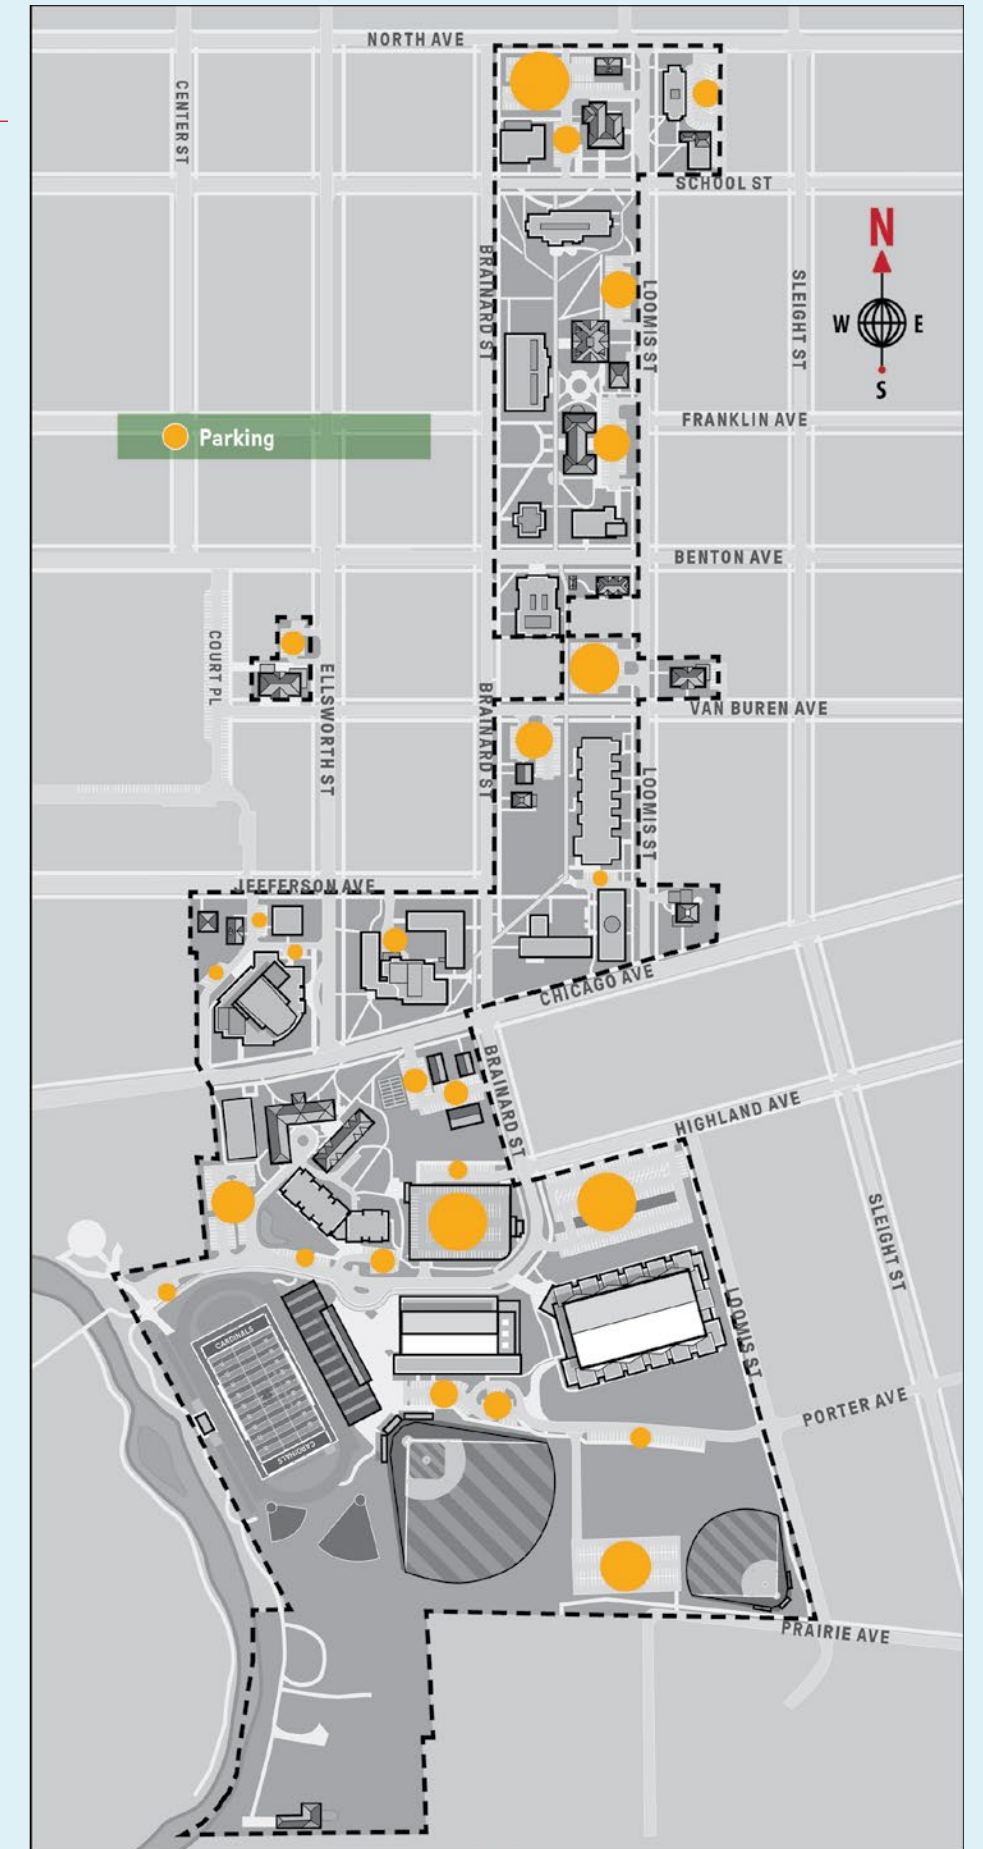 NORTH AVE
CENTER ST
SCHOOL ST
N
W E
S
BRAINARD ST
LOOMIS ST
SLEIGHT ST
FRANKLIN AVE
Parking
BENTON AVE
COURT PL
ELLSWORTH ST
BRAINARD ST
VAN BUREN AVE
LOOMIS ST
JEFFERSON AVE
CHICAGO AVE
BRAINARD ST
HIGHLAND AVE
SLEIGHT ST
LOOMIS ST
CARDINALS
PORTER AVE
CARDINALS
PRAIRIE AVE